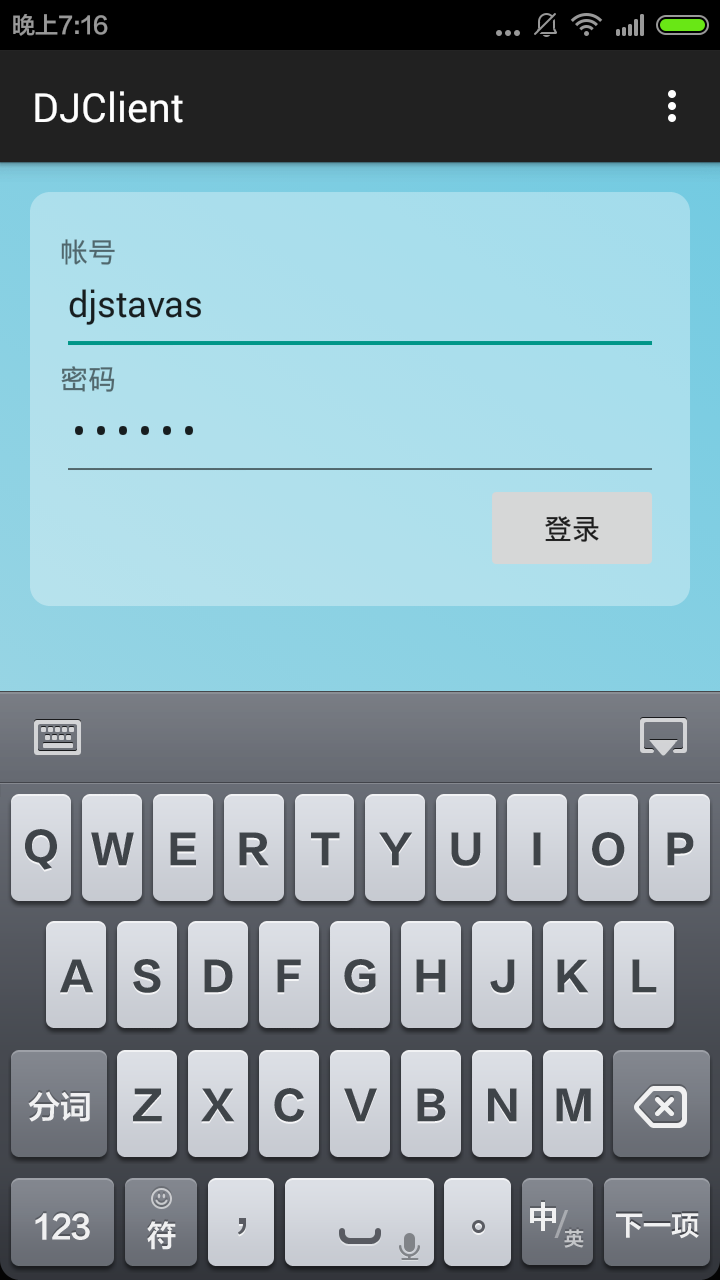 晚上7:16
DJClient
帐号
djstavas
密码
••••••
登录
Q W E R T Y U I O P
A S D F G H J K L
分词 Z X C V B N M
123 符 ， 。 中/英 下一项